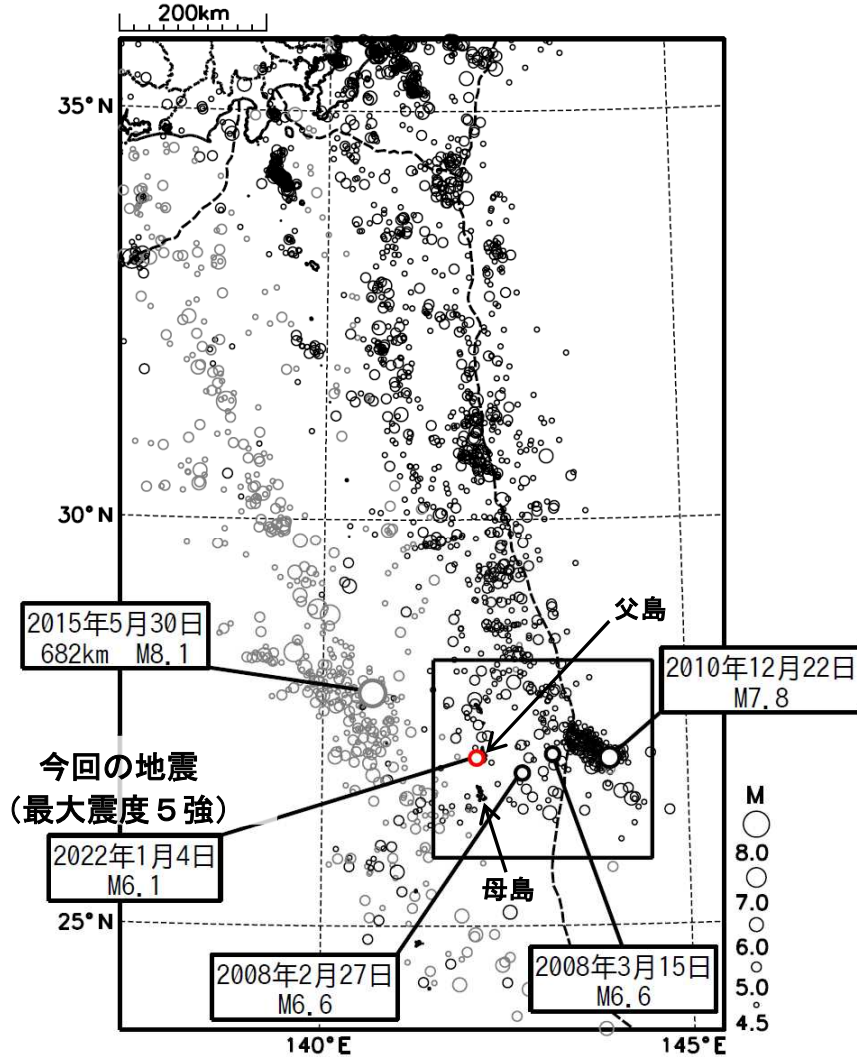 200km
35°N
30°N
父島
2015年5月30日
682km M8.1
2010年12月22日
M7.8
今回の地震
（最大震度５強）
2022年1月4日
M6.1
母島
M
8.0
7.0
6.0
5.0
4.5
25°N
2008年2月27日
M6.6
2008年3月15日
M6.6
140°E
145°E